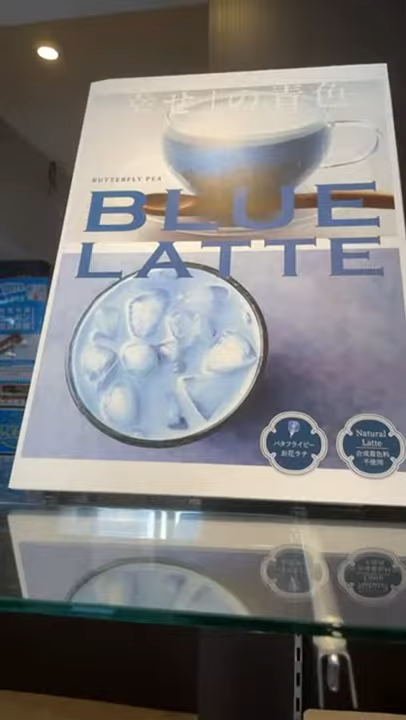 幸せ!の青色
BUTTERFLY PEA
BLUE
LATTE
バタフライピー
お花ラテ
Natural
Latte
合成着色料
不使用